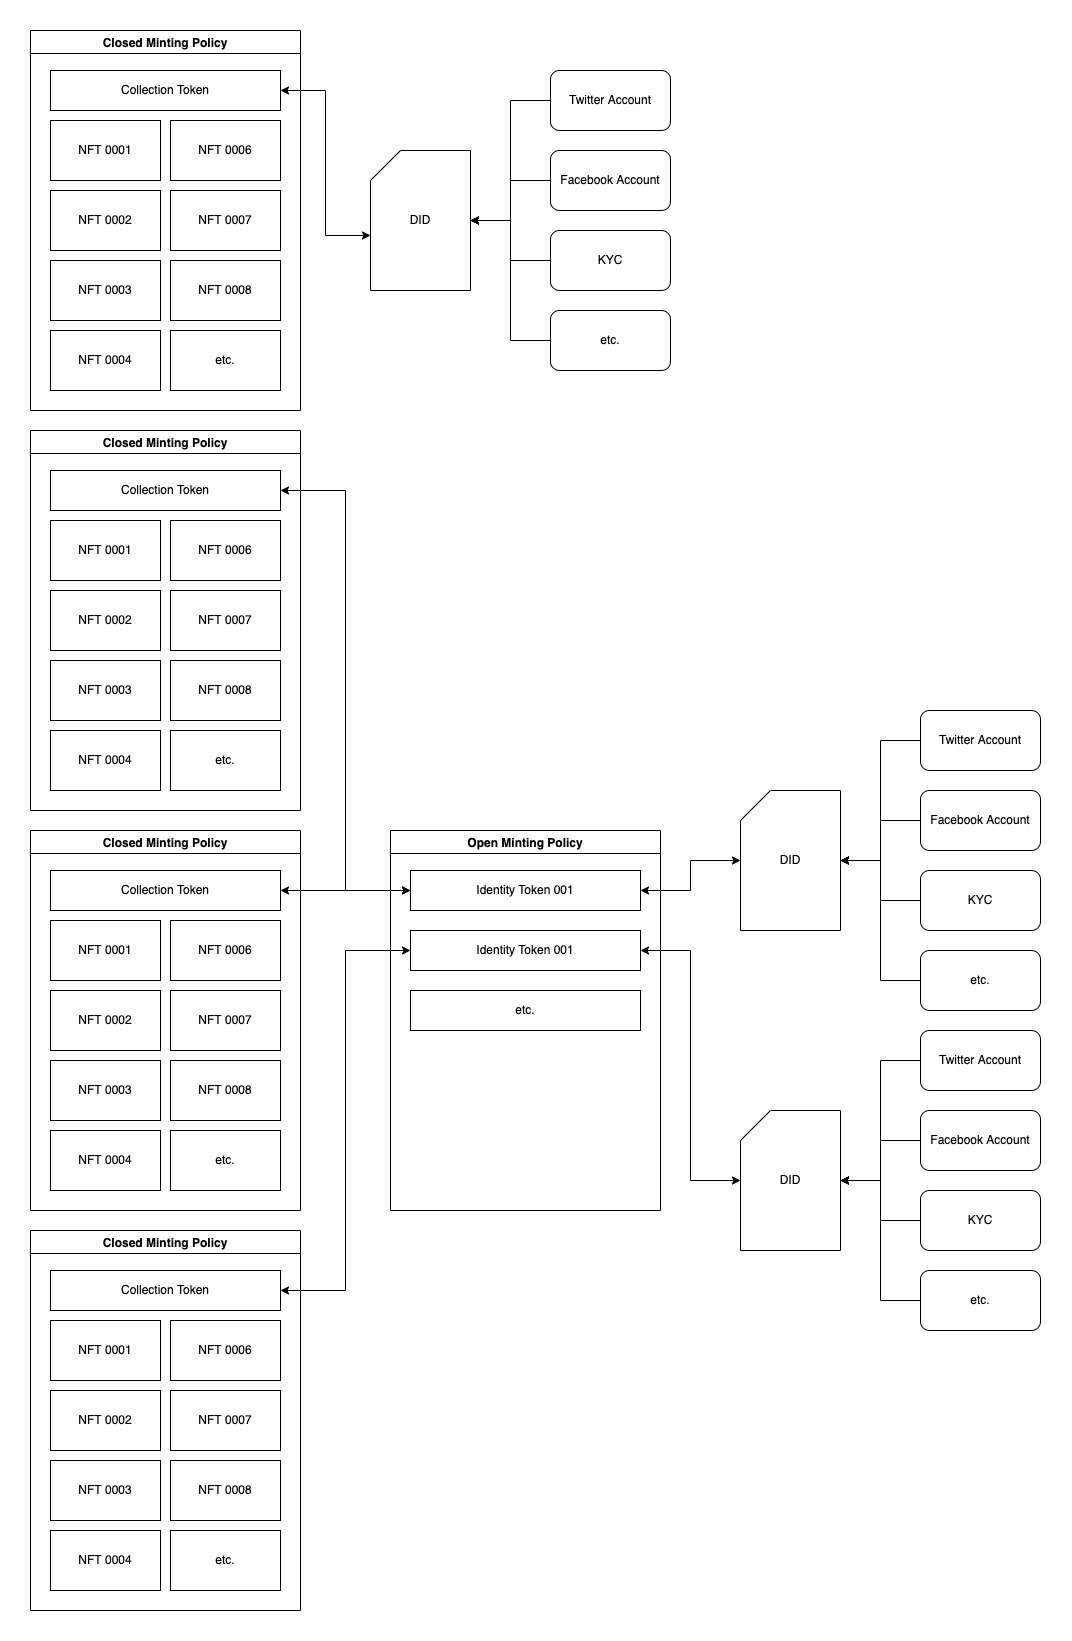 Closed Minting Policy
Collection Token
NFT 0001
NFT 0006
NFT 0002
NFT 0007
NFT 0003
NFT 0008
NFT 0004
etc.
DID
Twitter Account
Facebook Account
KYC
etc.
Closed Minting Policy
Collection Token
NFT 0001
NFT 0006
NFT 0002
NFT 0007
NFT 0003
NFT 0008
NFT 0004
etc.
Closed Minting Policy
Collection Token
NFT 0001
NFT 0006
NFT 0002
NFT 0007
NFT 0003
NFT 0008
NFT 0004
etc.
Open Minting Policy
Identity Token 001
Identity Token 001
etc.
DID
Twitter Account
Facebook Account
KYC
etc.
DID
Twitter Account
Facebook Account
KYC
etc.
Closed Minting Policy
Collection Token
NFT 0001
NFT 0006
NFT 0002
NFT 0007
NFT 0003
NFT 0008
NFT 0004
etc.